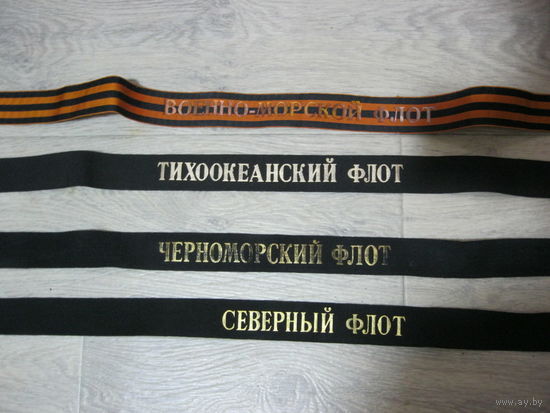 ВОЕННО-МОРСКОЙ ФЛОТ
ТИХООКЕАНСКИЙ ФЛОТ
ЧЕРНОМОРСКИЙ ФЛОТ
СЕВЕРНЫЙ ФЛОТ
www.ay.by